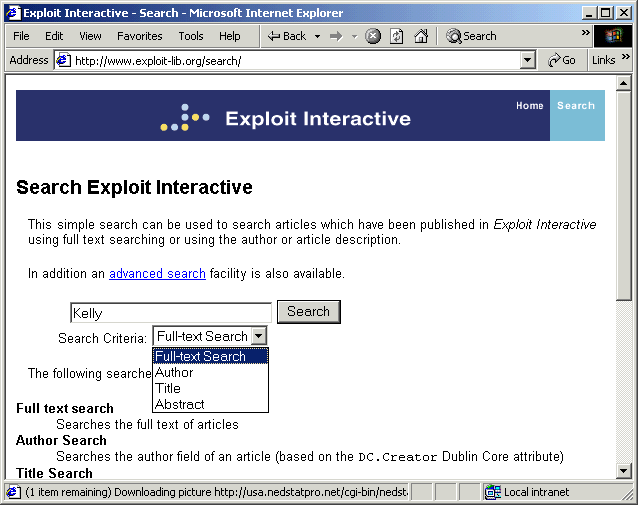 Exploit Interactive - Search - Microsoft Internet Explorer
File Edit View Favorites Tools Help Back Search »
Address http://www.exploit-lib.org/search/ Go Links »
Exploit Interactive Home Search
Search Exploit Interactive
This simple search can be used to search articles which have been published in Exploit Interactive
using full text searching or using the author or article description.
In addition an advanced search facility is also available.
Kelly Search
Search Criteria: Full-text Search
Full-text Search
Author
Title
Abstract
The following searche
Full text search
Searches the full text of articles
Author Search
Searches the author field of an article (based on the DC.Creator Dublin Core attribute)
Title Search
(1 item remaining) Downloading picture http://usa.nedstatpro.net/cgi-bin/nedst Local intranet